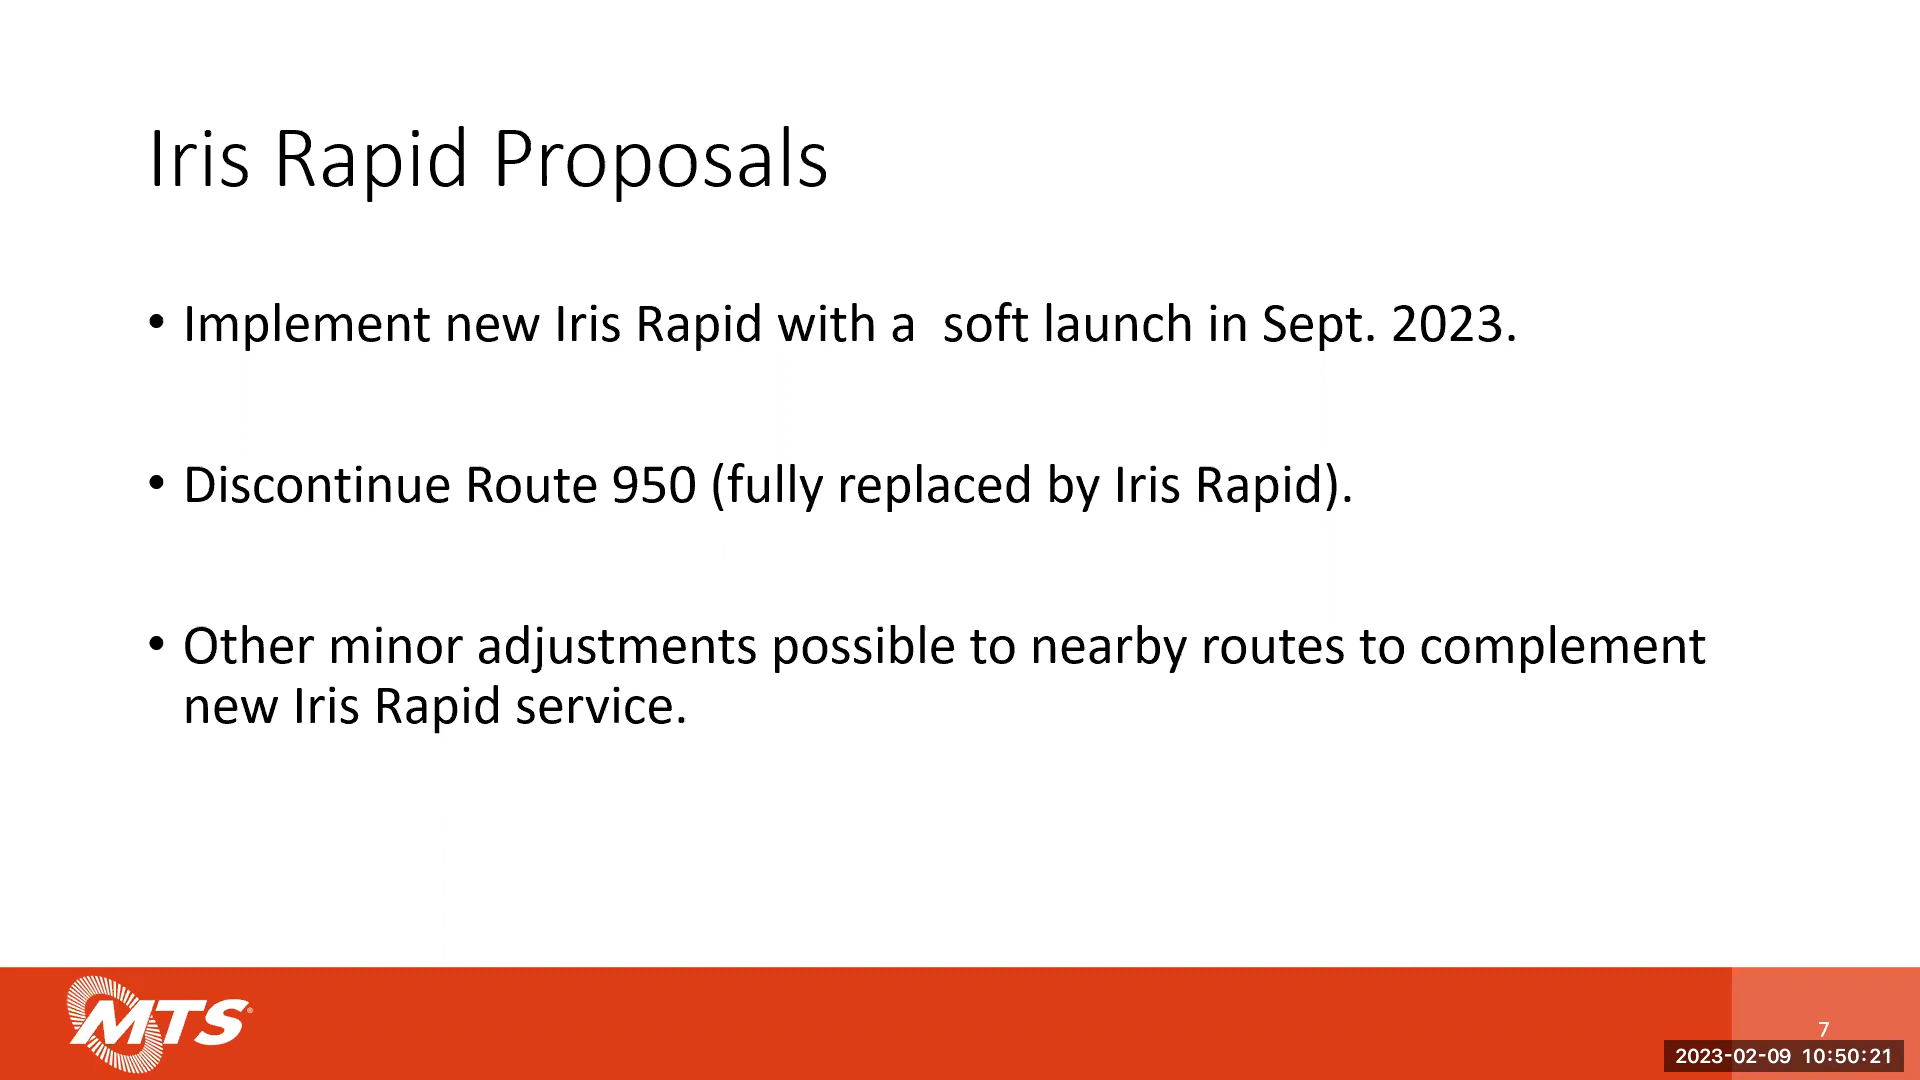 Iris Rapid Proposals
• Implement new Iris Rapid with a  soft launch in Sept. 2023.
• Discontinue Route 950 (fully replaced by Iris Rapid).
• Other minor adjustments possible to nearby routes to complement
new Iris Rapid service.
MTS®
7
2023-02-09 10:50:21